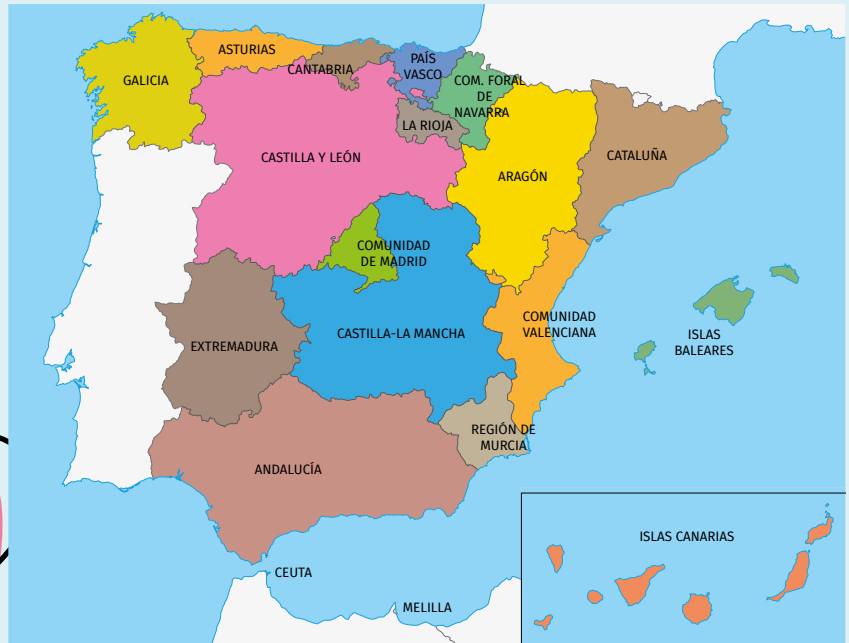 ASTURIAS
PAÍS
VASCO
CANTABRIA
GALICIA
COM. FORAL
DE
NAVARRA
LA RIOJA
CASTILLA Y LEÓN
ARAGÓN
CATALUÑA
COMUNIDAD
DE MADRID
COMUNIDAD
VALENCIANA
CASTILLA-LA MANCHA
ISLAS
BALEARES
EXTREMADURA
REGIÓN DE
MURCIA
ANDALUCÍA
ISLAS CANARIAS
CEUTA
MELILLA